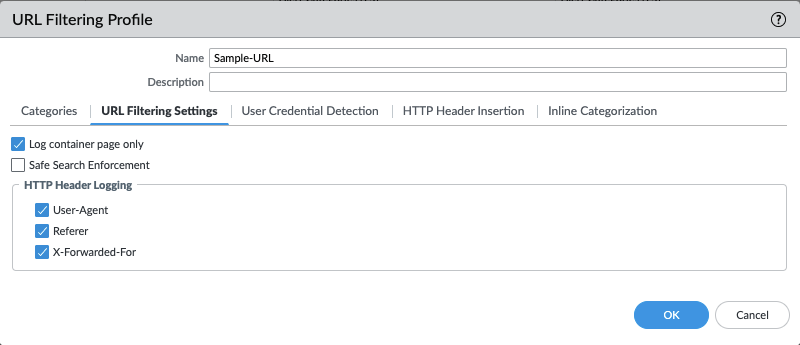 URL Filtering Profile
Name Sample-URL
Description
Categories URL Filtering Settings User Credential Detection HTTP Header Insertion Inline Categorization
Log container page only
Safe Search Enforcement
HTTP Header Logging
User-Agent
Referer
X-Forwarded-For
OK Cancel